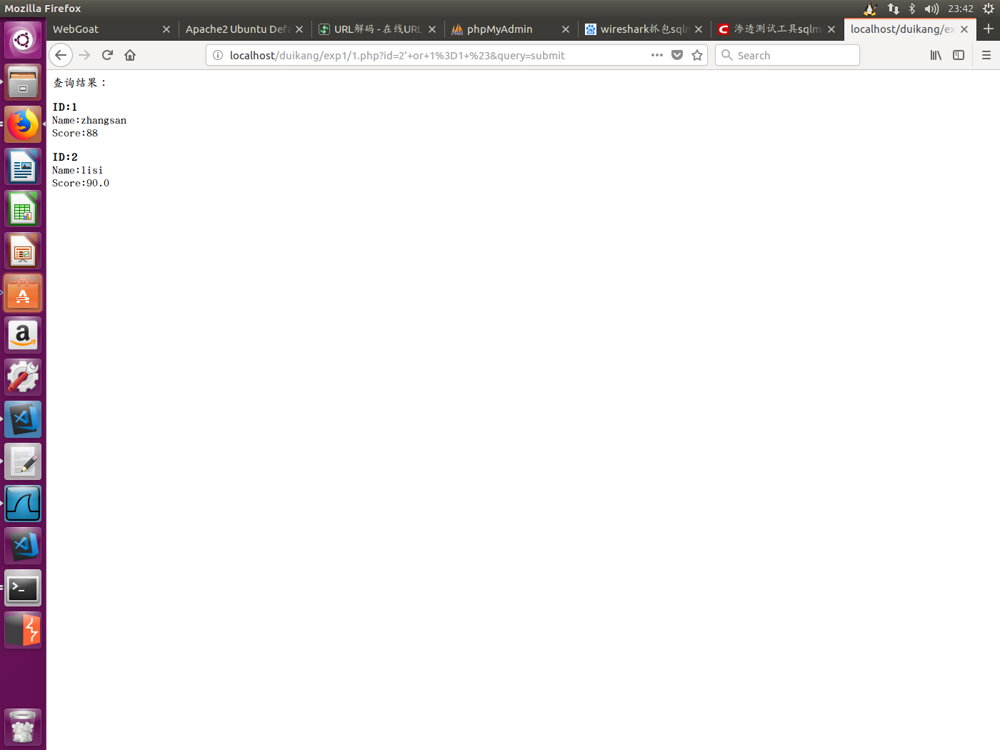 Mozilla Firefox
23:42
WebGoat
Apache2 Ubuntu Defa
URL解码 - 在线URL
phpMyAdmin
wireshark抓包sqln
渗透测试工具sqlm
localhost/duikang/ex
localhost/duikang/exp1/1.php?id=2'+or+1%3D1+%23&query=submit
Search
查询结果：
ID:1
Name:zhangsan
Score:88
ID:2
Name:lisi
Score:90.0